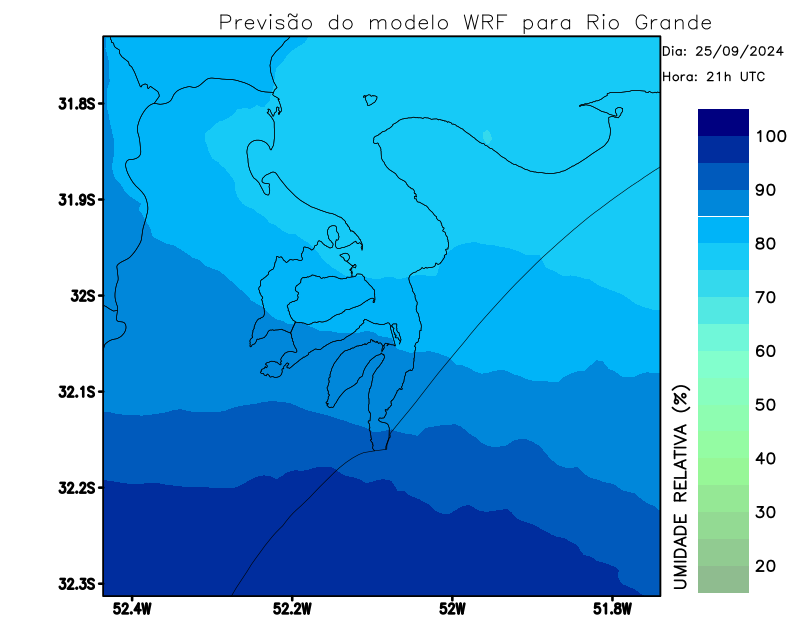 Previsão do modelo WRF para Rio Grande
Dia: 25/09/2024
Hora: 21h UTC
31.8S
31.9S
32S
32.1S
32.2S
32.3S
52.4W
52.2W
52W
51.8W
100
90
80
70
60
50
40
30
20
UMIDADE RELATIVA (%)